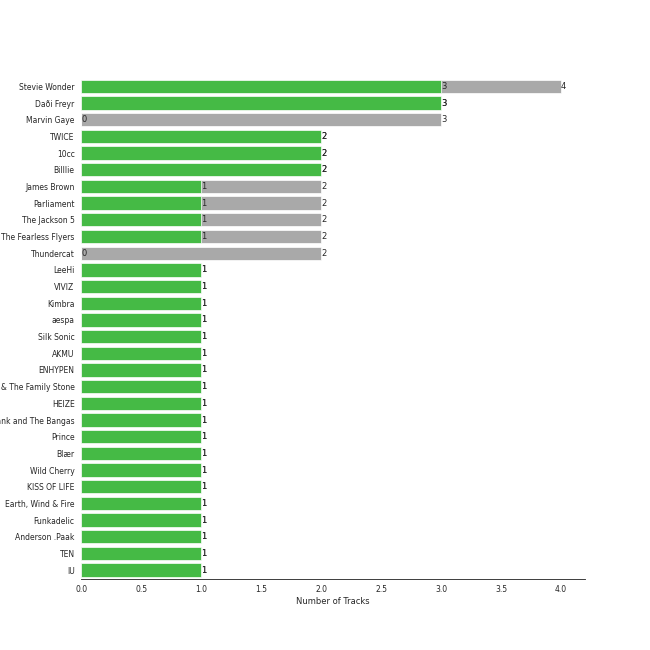 Stevie Wonder 3 4
Daði Freyr 3
Marvin Gaye 0 3
TWICE 2
10cc 2
Billlie 2
James Brown 1 2
Parliament 1 2
The Jackson 5 1 2
The Fearless Flyers 1 2
Thundercat 0 2
LeeHi 1
VIVIZ 1
Kimbra 1
aespa 1
Silk Sonic 1
AKMU 1
ENHYPEN 1
& The Family Stone 1
HEIZE 1
ank and The Bangas 1
Prince 1
Blær 1
Wild Cherry 1
KISS OF LIFE 1
Earth, Wind & Fire 1
Funkadelic 1
Anderson .Paak 1
TEN 1
IU 1
0.0 0.5 1.0 1.5 2.0 2.5 3.0 3.5 4.0
Number of Tracks